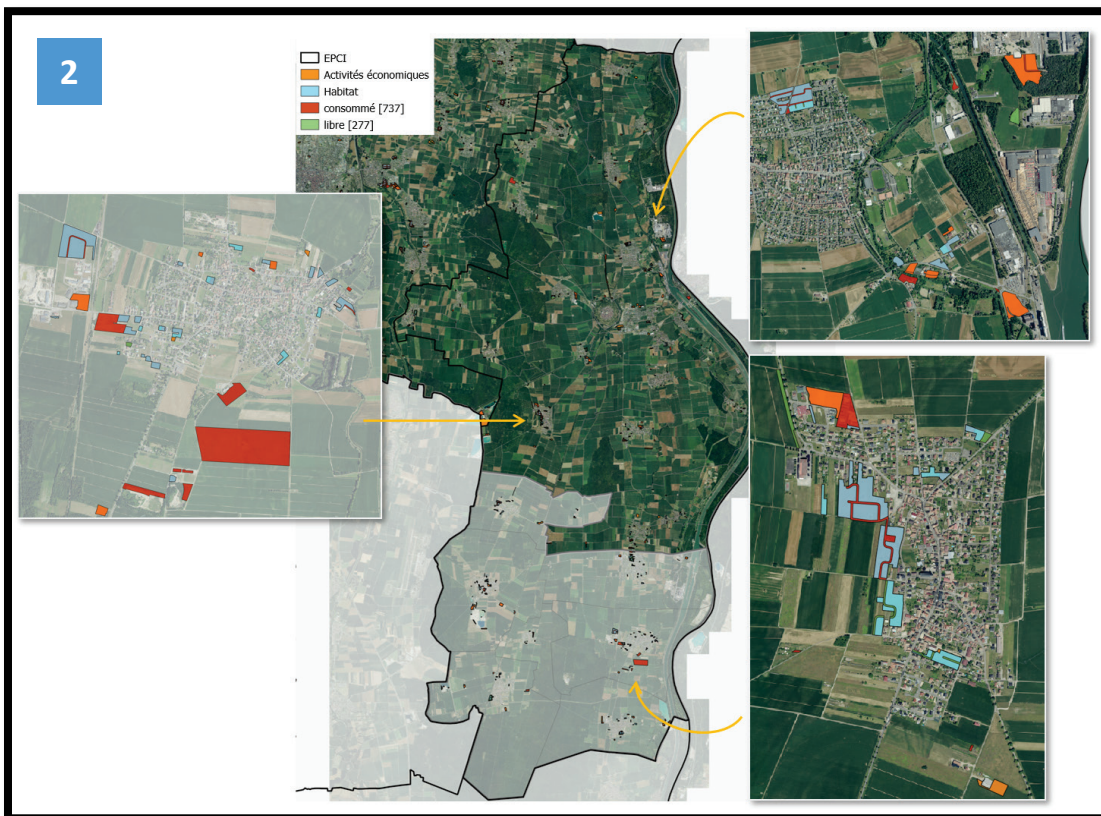 2
EPCI
Activités économiques
Habitat
consommé [737]
libre [277]